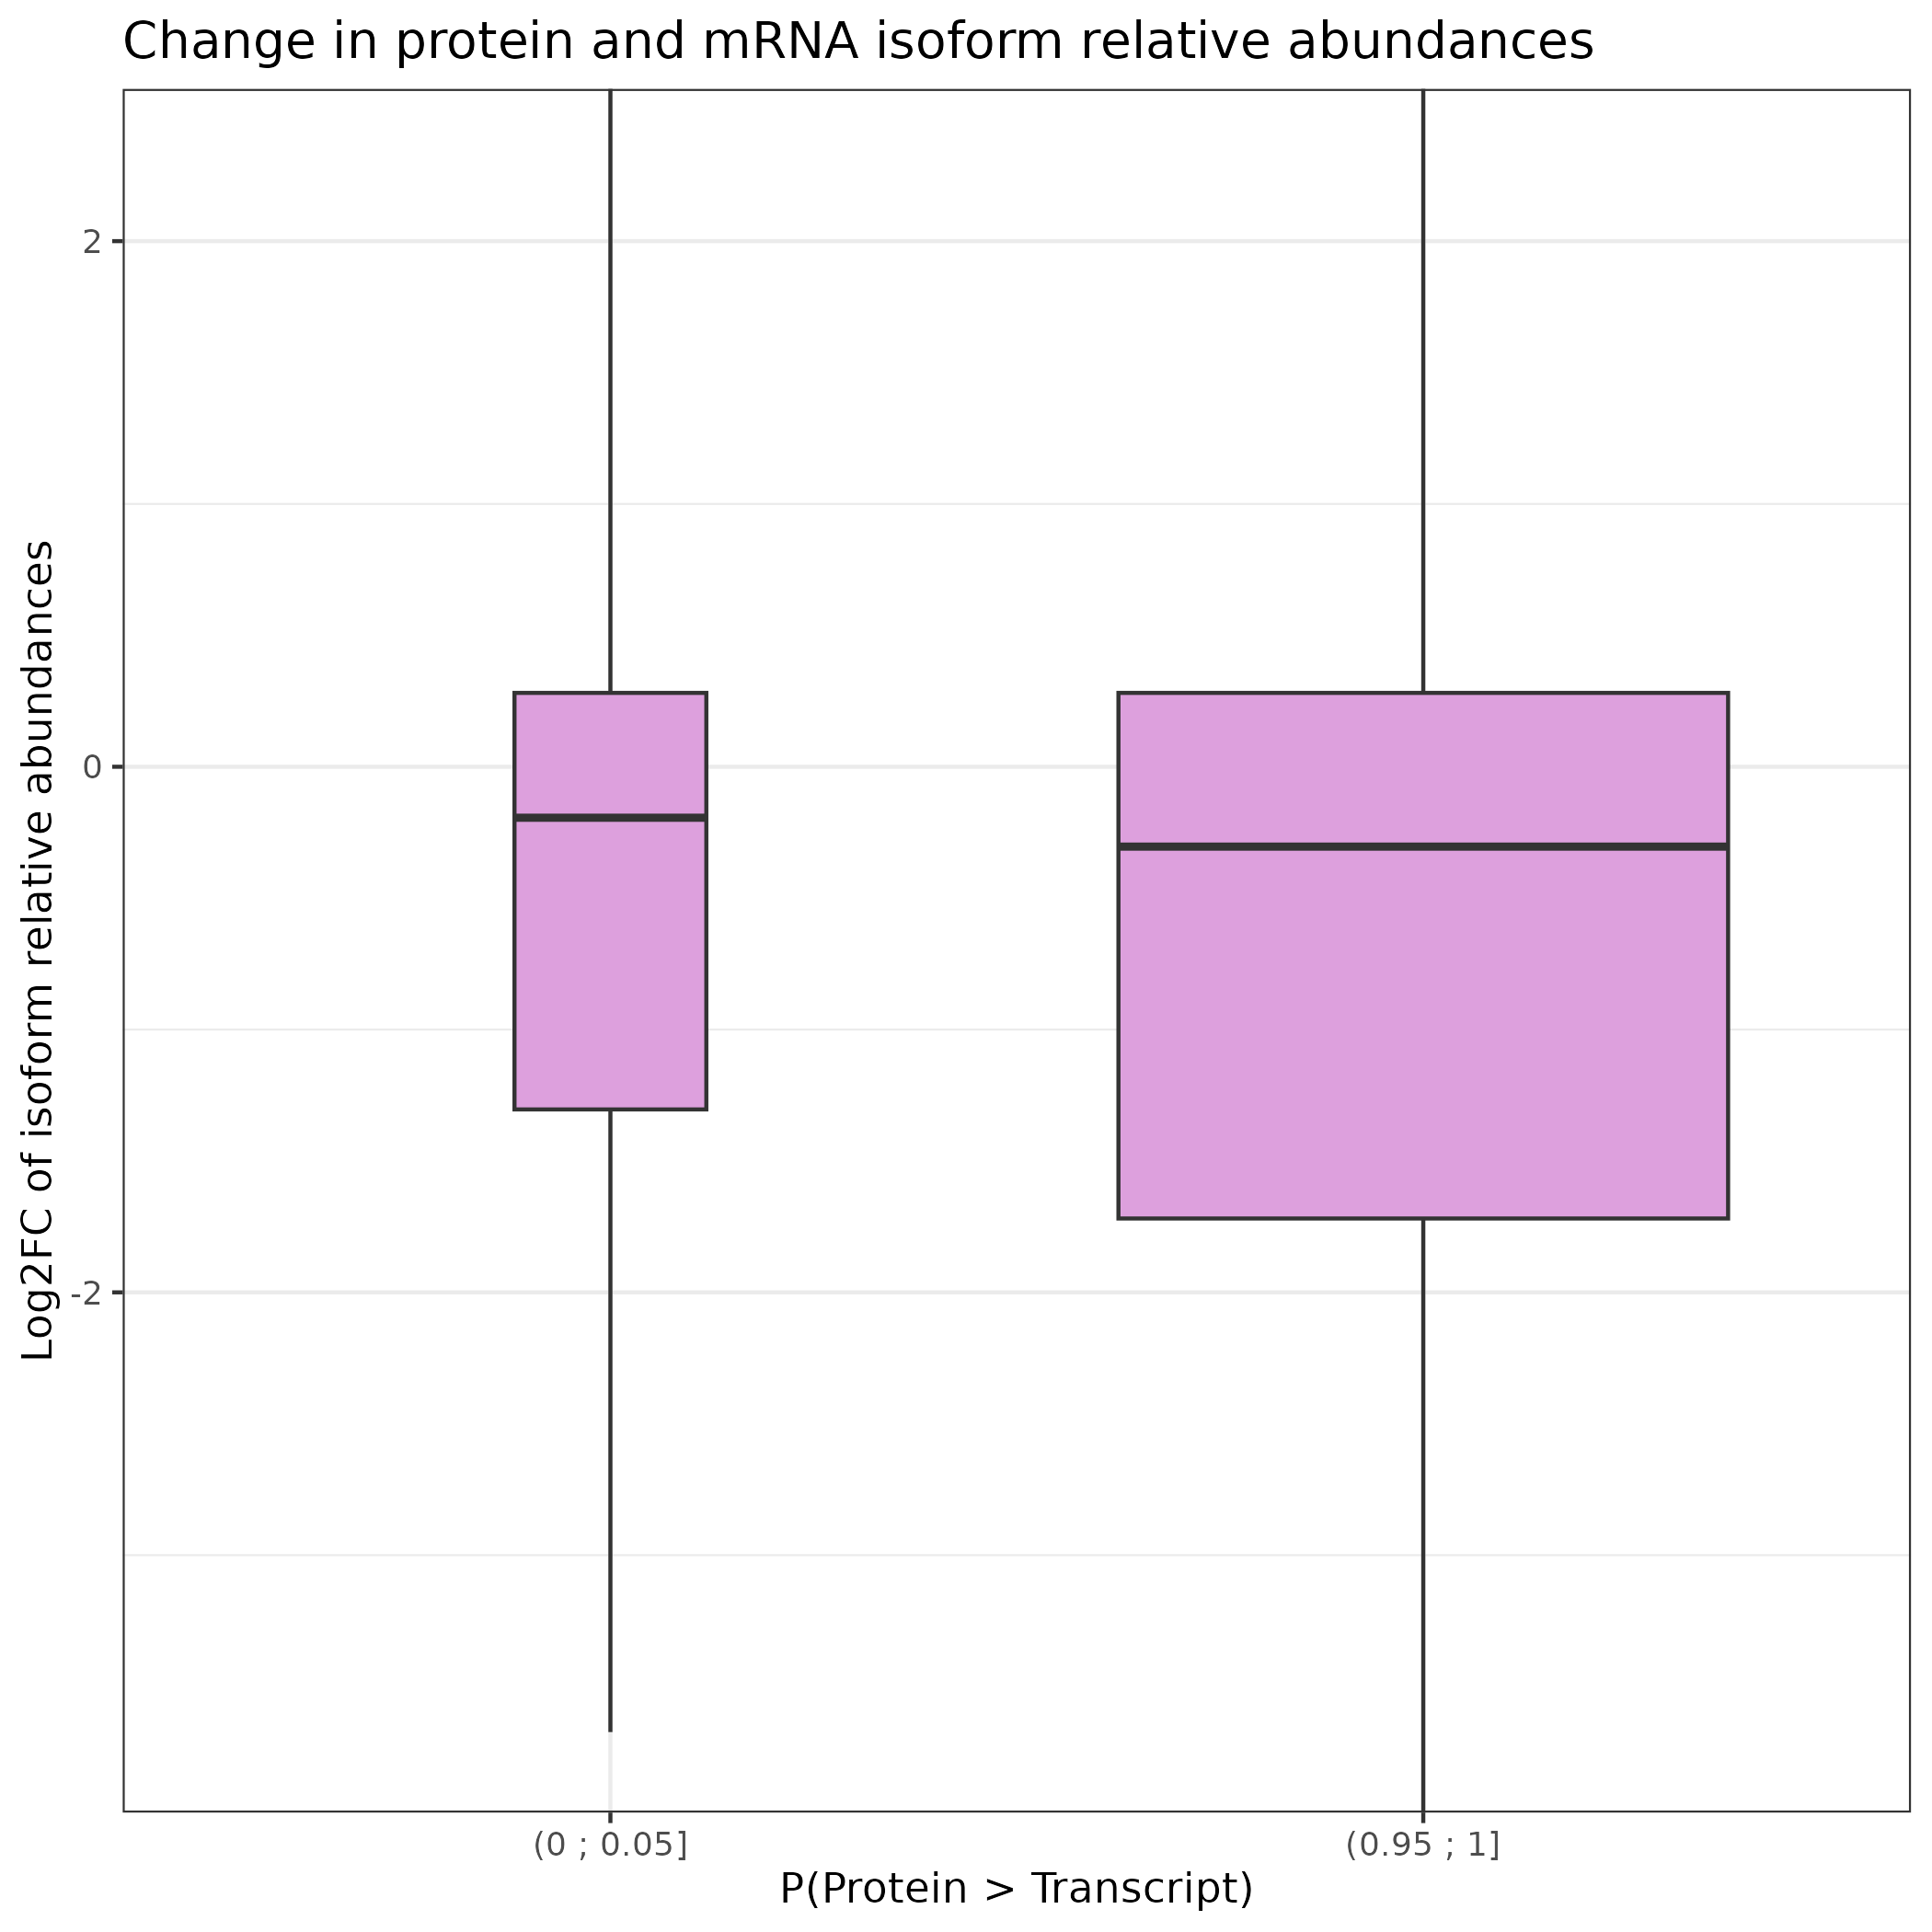 Change in protein and mRNA isoform relative abundances
Log2FC of isoform relative abundances
2
0
-2
(0 ; 0.05]
(0.95 ; 1]
P(Protein > Transcript)